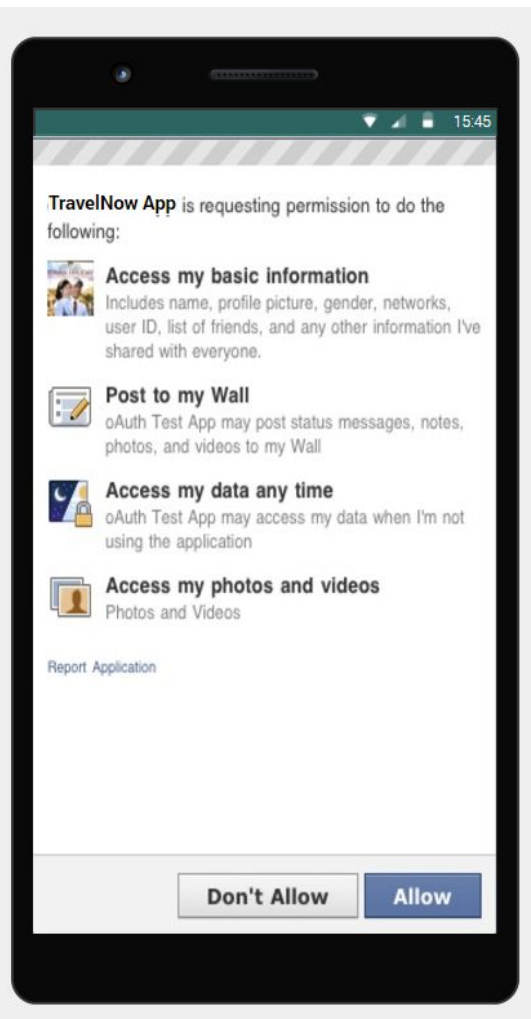 15:45
TravelNow App is requesting permission to do the
following:
Access my basic information
Includes name, profile picture, gender, networks,
user ID, list of friends, and any other information I've
shared with everyone.
Post to my Wall
oAuth Test App may post status messages, notes,
photos, and videos to my Wall
Access my data any time
oAuth Test App may access my data when I'm not
using the application
Access my photos and videos
Photos and Videos
Report Application
Don't Allow Allow